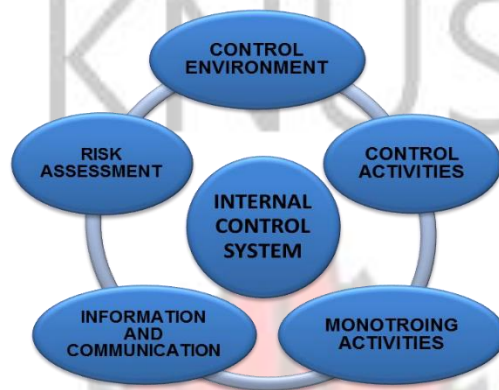 KNUS
CONTROL
ENVIRONMENT
RISK
ASSESSMENT
CONTROL
ACTIVITIES
INTERNAL
CONTROL
SYSTEM
INFORMATION
AND
COMMUNICATION
MONOTROING
ACTIVITIES